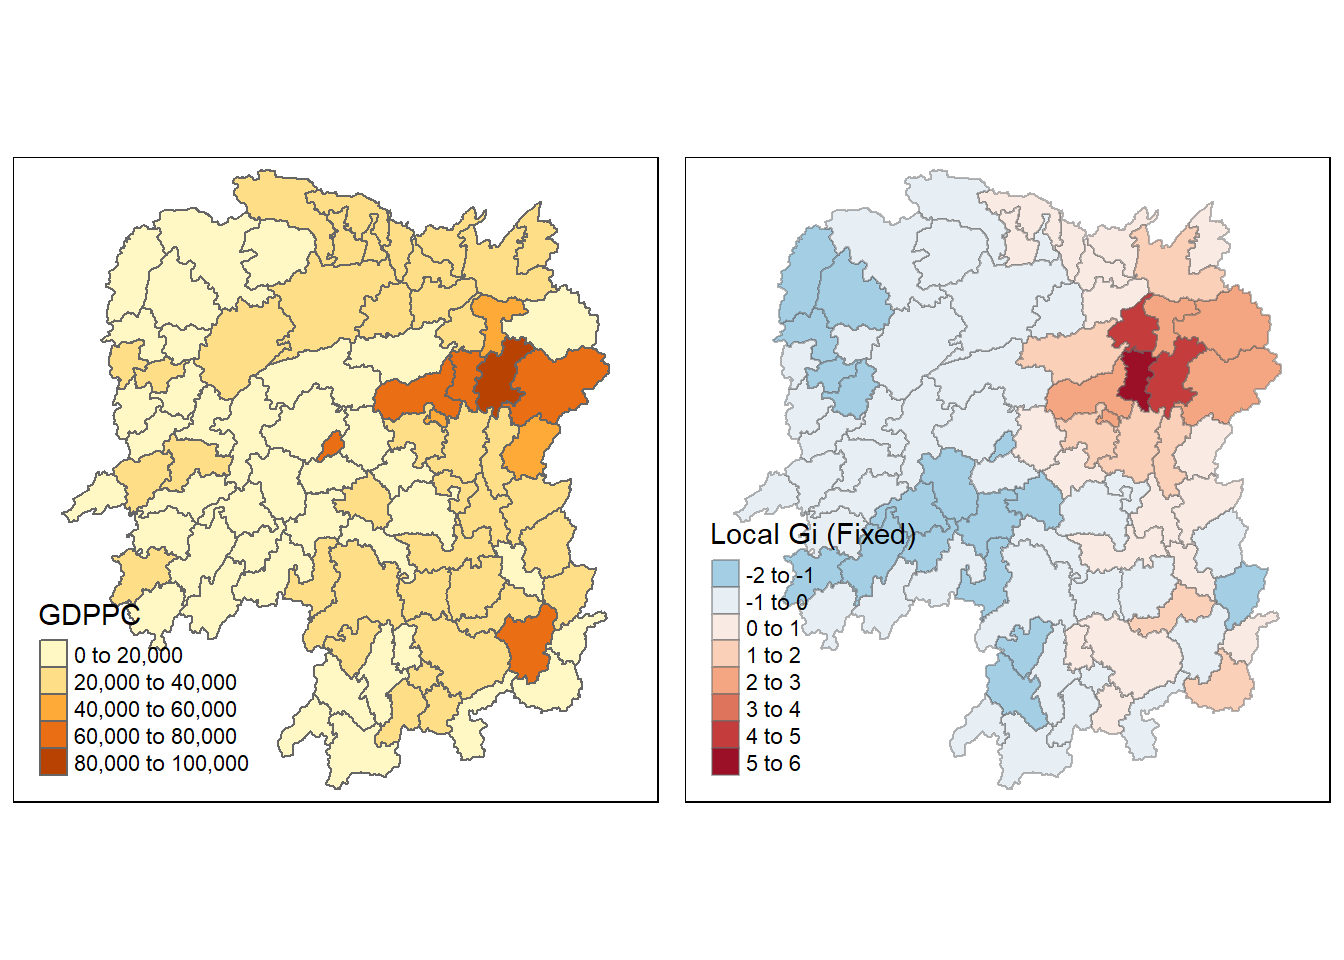 GDPPC
0 to 20,000
20,000 to 40,000
40,000 to 60,000
60,000 to 80,000
80,000 to 100,000
Local Gi (Fixed)
-2 to -1
-1 to 0
0 to 1
1 to 2
2 to 3
3 to 4
4 to 5
5 to 6